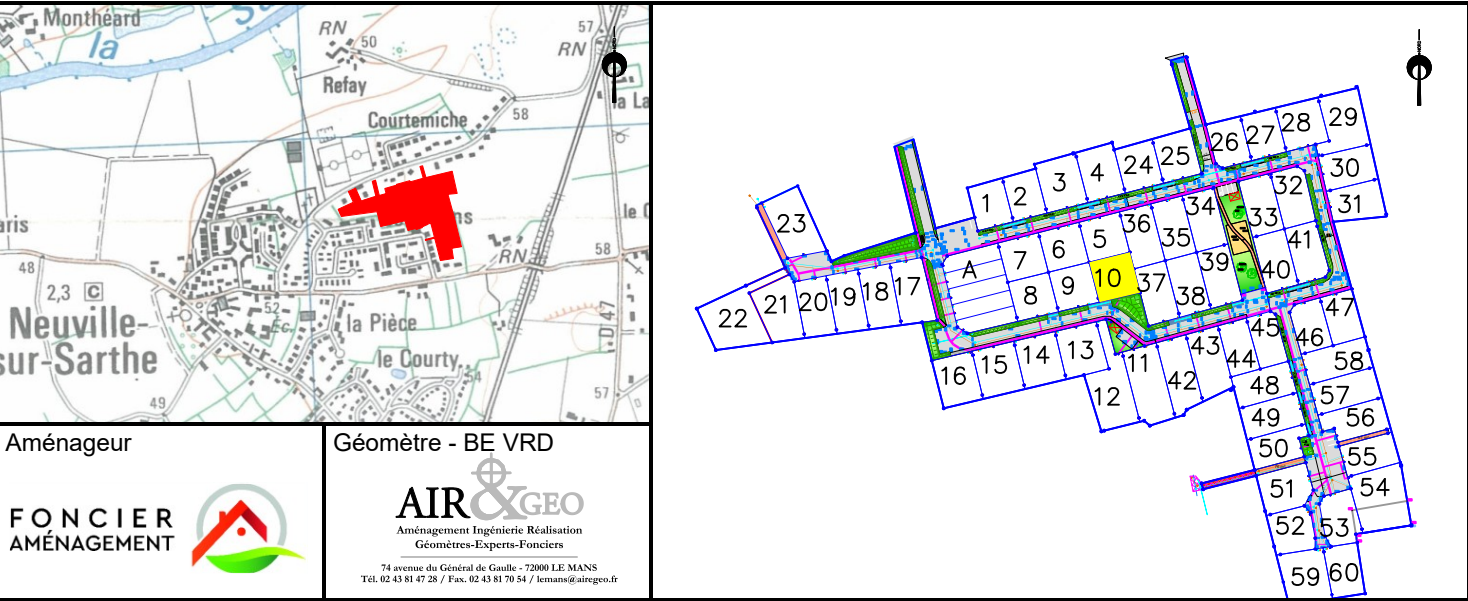 Monthéard
la
RN
50
57
RN
Refay
la La
58
Courtemiche
aris
ns
le C
48
RN
58
2,3
C
52
Ec.
Neuville-
sur-Sarthe
la Pièce
D 47
le Courty
54
49
57
Aménageur
FONCIER
AMÉNAGEMENT
Géomètre - BE VRD
AIR & GEO
Aménagement Ingénierie Réalisation
Géomètres-Experts-Fonciers
74 avenue du Général de Gaulle - 72000 LE MANS
Tél. 02 43 81 47 28 / Fax. 02 43 81 70 54 / lemans@airegeo.fr
1
2
3
4
24
25
26
27
28
29
30
31
32
33
34
35
36
5
6
7
A
8
9
10
37
38
39
40
41
23
22
21
20
19
18
17
16
15
14
13
12
11
42
43
44
45
46
47
48
49
50
51
52
53
54
55
56
57
58
59
60